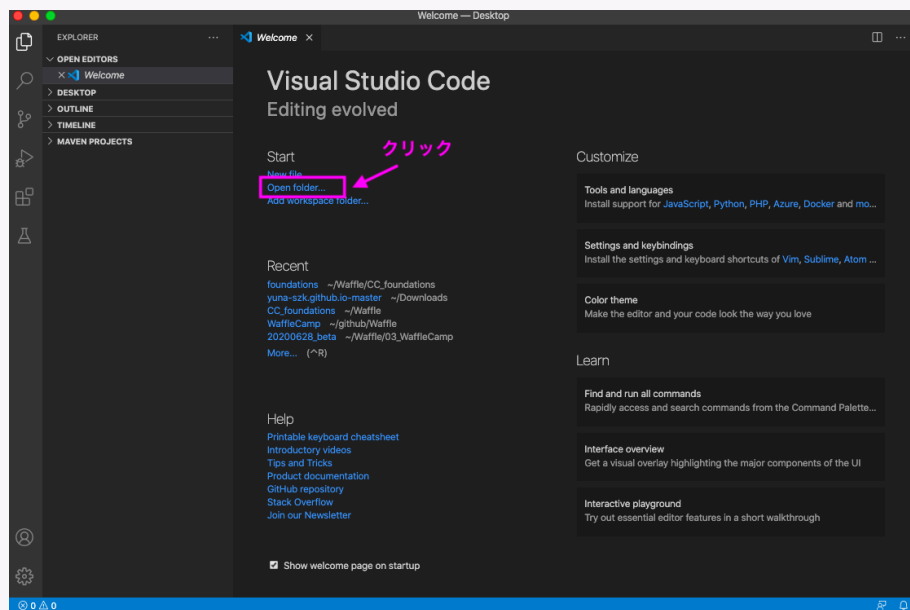 Welcome — Desktop
EXPLORER
Welcome
OPEN EDITORS
Welcome
DESKTOP
OUTLINE
TIMELINE
MAVEN PROJECTS
Visual Studio Code
Editing evolved
Start
クリック
New file
Open folder...
Add workspace folder...
Recent
foundations ~/Waffle/CC_foundations
yuna-szk.github.io-master ~/Downloads
CC_foundations ~/Waffle
WaffleCamp ~/github/Waffle
20200628_beta ~/Waffle/03_WaffleCamp
More... (^R)
Help
Printable keyboard cheatsheet
Introductory videos
Tips and Tricks
Product documentation
GitHub repository
Stack Overflow
Join our Newsletter
Show welcome page on startup
Customize
Tools and languages
Install support for JavaScript, Python, PHP, Azure, Docker and mo...
Settings and keybindings
Install the settings and keyboard shortcuts of Vim, Sublime, Atom ...
Color theme
Make the editor and your code look the way you love
Learn
Find and run all commands
Rapidly access and search commands from the Command Palette...
Interface overview
Get a visual overlay highlighting the major components of the UI
Interactive playground
Try out essential editor features in a short walkthrough
0 0